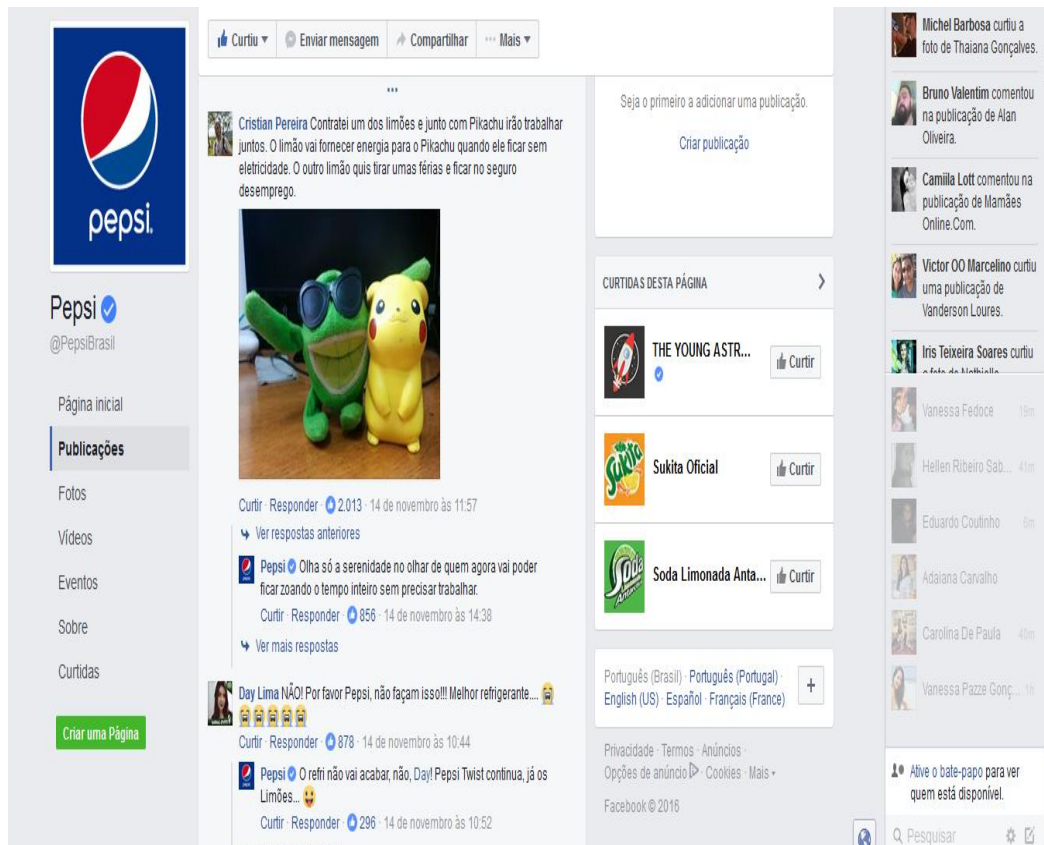 pepsi.
Pepsi
@PepsiBrasil
Página inicial
Publicações
Fotos
Vídeos
Eventos
Sobre
Curtidas
Criar uma Página
Curtiu
Enviar mensagem
Compartilhar
Mais
Cristian Pereira Contratei um dos limões e junto com Pikachu irão trabalhar
juntos. O limão vai fornecer energia para o Pikachu quando ele ficar sem
eletricidade. O outro limão quis tirar umas férias e ficar no seguro
desemprego.
Curtir · Responder · 2.013 · 14 de novembro às 11:57
Ver respostas anteriores
Pepsi Olha só a serenidade no olhar de quem agora vai poder
ficar zoando o tempo inteiro sem precisar trabalhar.
Curtir · Responder · 856 · 14 de novembro às 14:38
Ver mais respostas
Day Lima NÃO! Por favor Pepsi, não façam isso!!! Melhor refrigerante....
Curtir · Responder · 878 · 14 de novembro às 10:44
Pepsi O refri não vai acabar, não, Day! Pepsi Twist continua, já os
Limões...
Curtir · Responder · 296 · 14 de novembro às 10:52
Seja o primeiro a adicionar uma publicação.
Criar publicação
CURTIDAS DESTA PÁGINA
THE YOUNG ASTR...
Curtir
Sukita
Sukita Oficial
Curtir
Soda
Soda Limonada Anta...
Curtir
Português (Brasil) · Português (Portugal) ·
English (US) · Español · Français (France)
Privacidade · Termos · Anúncios ·
Opções de anúncio · Cookies · Mais
Facebook © 2016
Michel Barbosa curtiu a
foto de Thaiana Gonçalves.
Bruno Valentim comentou
na publicação de Alan
Oliveira.
Camiila Lott comentou na
publicação de Mamães
Online.Com.
Victor OO Marcelino curtiu
uma publicação de
Vanderson Loures.
Iris Teixeira Soares curtiu
Vanessa Fedoce 19m
Hellen Ribeiro Sab... 41m
Eduardo Coutinho 6m
Adaiana Carvalho
Carolina De Paula 40m
Vanessa Pazze Gonç... 1h
Ative o bate-papo para ver
quem está disponível.
Pesquisar